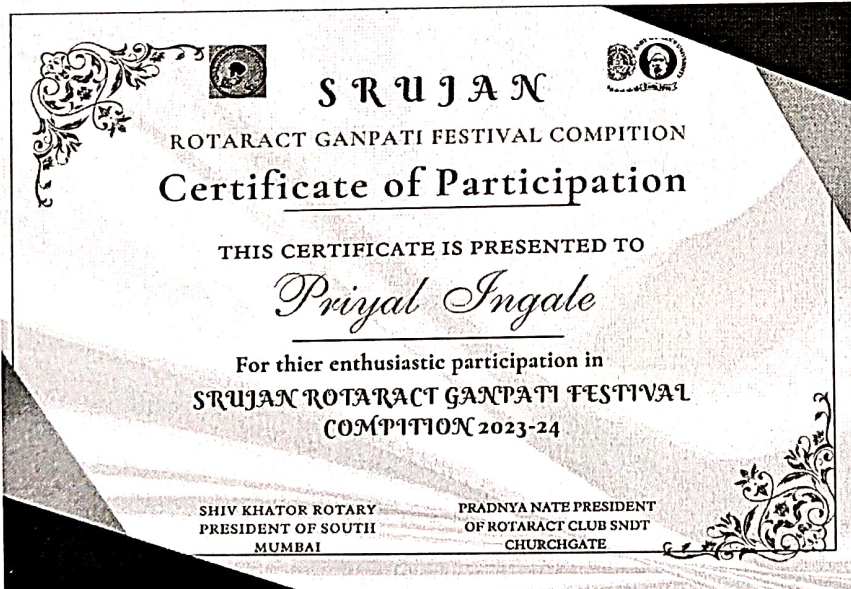 SRUJAN
ROTARACT GANPATI FESTIVAL COMPITION
Certificate of Participation
THIS CERTIFICATE IS PRESENTED TO
Priyal Ingale
For thier enthusiastic participation in
SRUJAN ROTARACT GANPATI FESTIVAL
COMPITION 2023-24
SHIV KHATOR ROTARY
PRESIDENT OF SOUTH
MUMBAI
PRADNYA NATE PRESIDENT
OF ROTARACT CLUB SNDT
CHURCHGATE